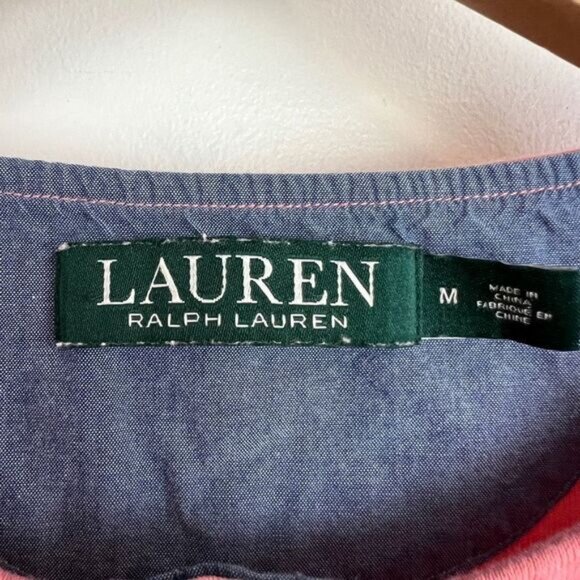 LAUREN
RALPH LAUREN
M
MADE IN
CHINA
FABRIQUÉ EN
CHINE